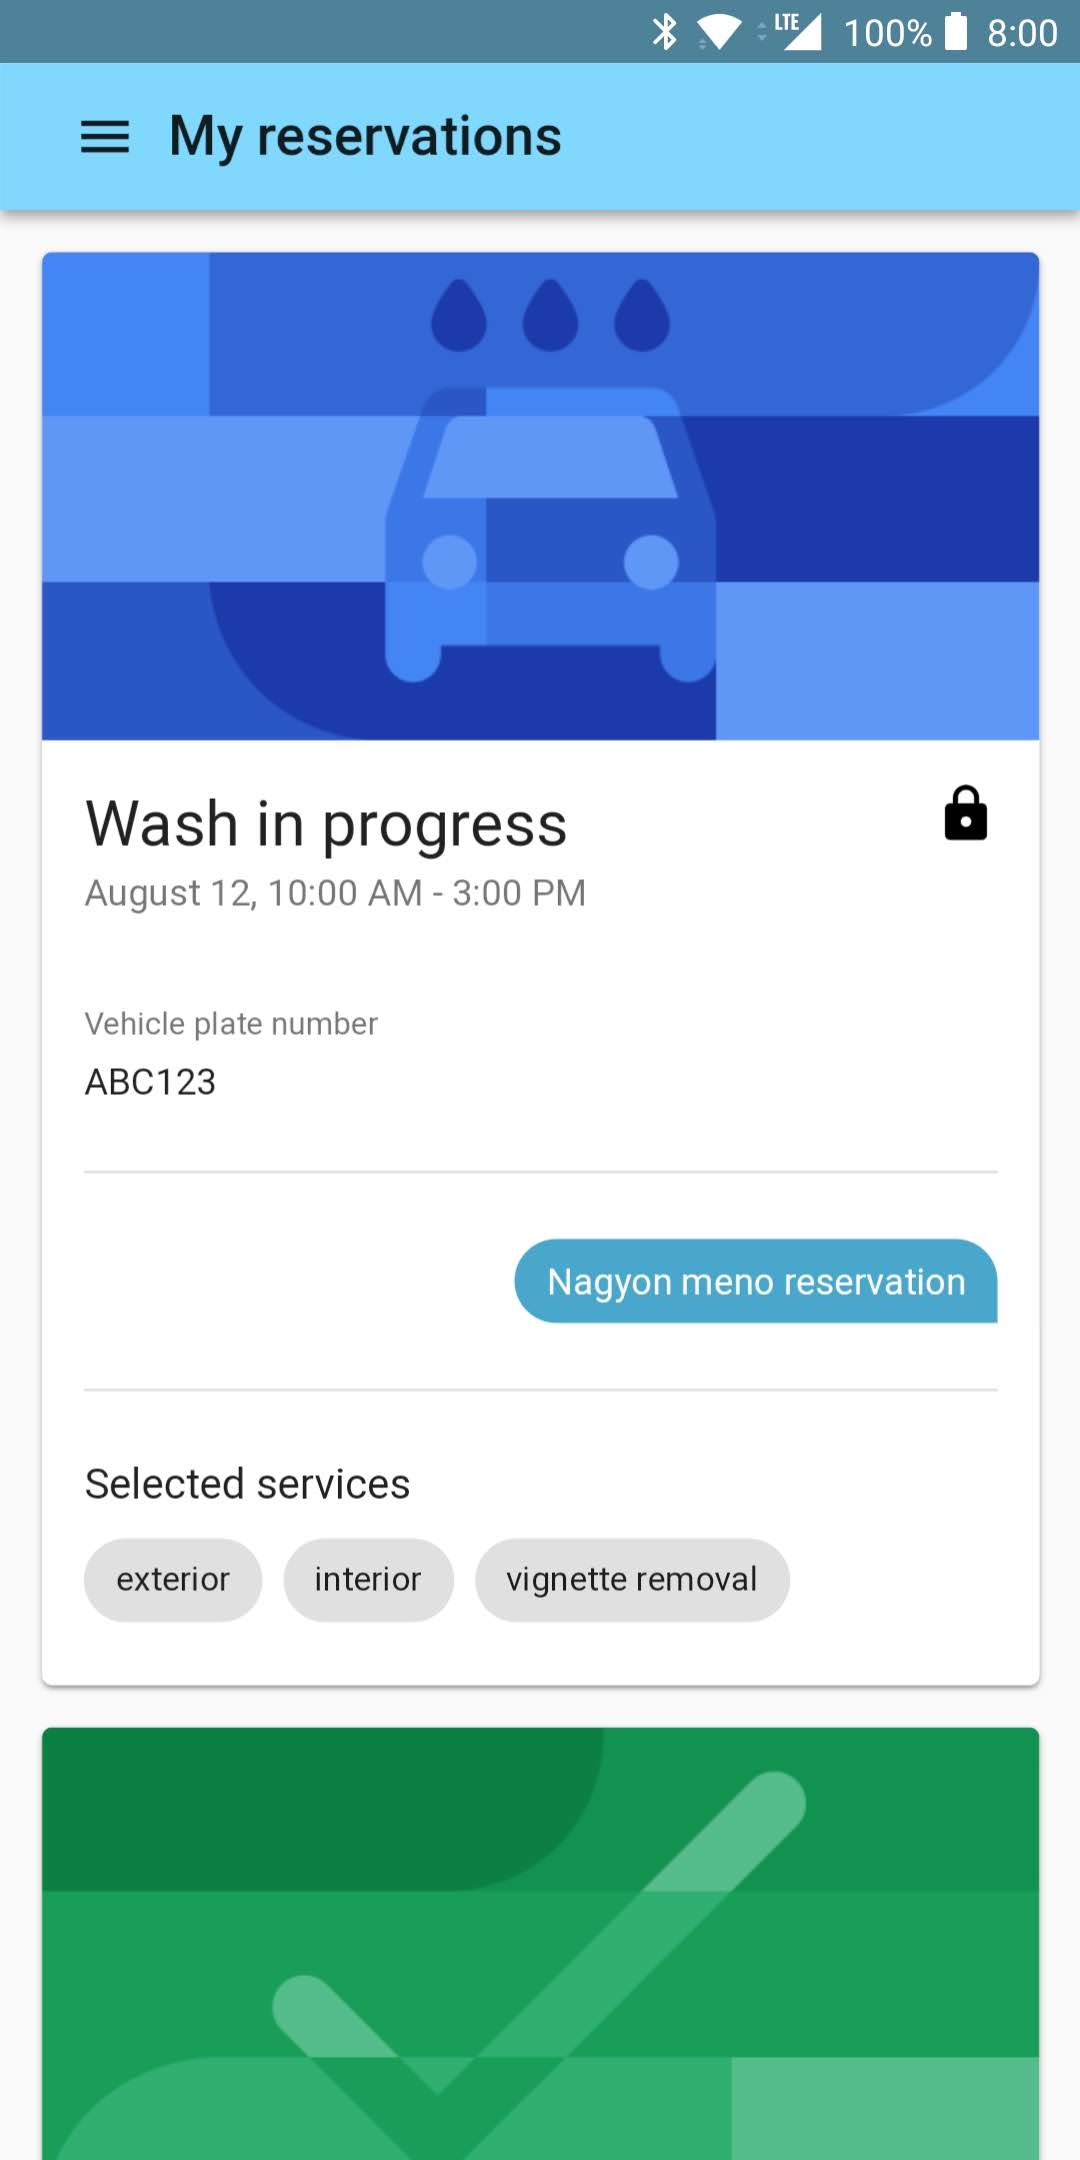 LTE 100% 8:00
My reservations
Wash in progress
August 12, 10:00 AM - 3:00 PM
Vehicle plate number
ABC123
Nagyon meno reservation
Selected services
exterior interior vignette removal